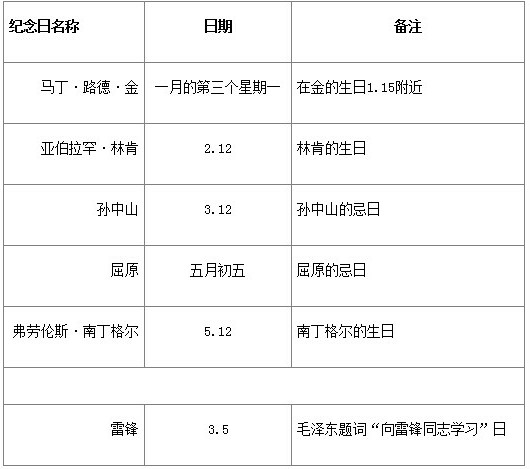 纪念日名称 日期 备注
马丁·路德·金 一月的第三个星期一 在金的生日1.15附近
亚伯拉罕·林肯 2.12 林肯的生日
孙中山 3.12 孙中山的忌日
屈原 五月初五 屈原的忌日
弗劳伦斯·南丁格尔 5.12 南丁格尔的生日
雷锋 3.5 毛泽东题词“向雷锋同志学习”日